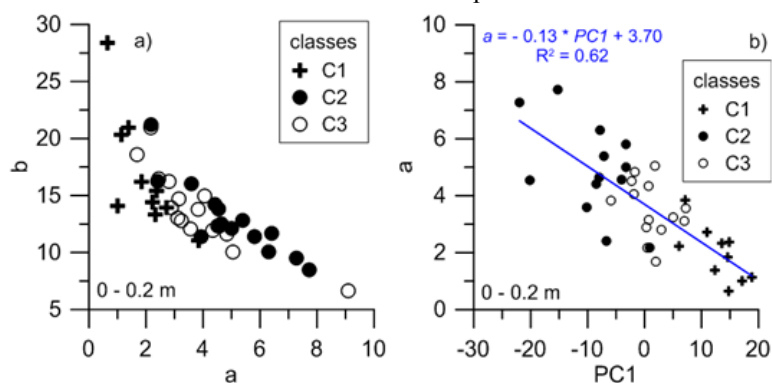 a)
classes
C1
C2
C3
30
25
20
15
10
5
b
0 - 0.2 m
0 2 4 6 8 10
a
a = - 0.13 * PC1 + 3.70
R² = 0.62
b)
classes
C1
C2
C3
10
8
6
4
2
0
a
0 - 0.2 m
-30 -20 -10 0 10 20
PC1